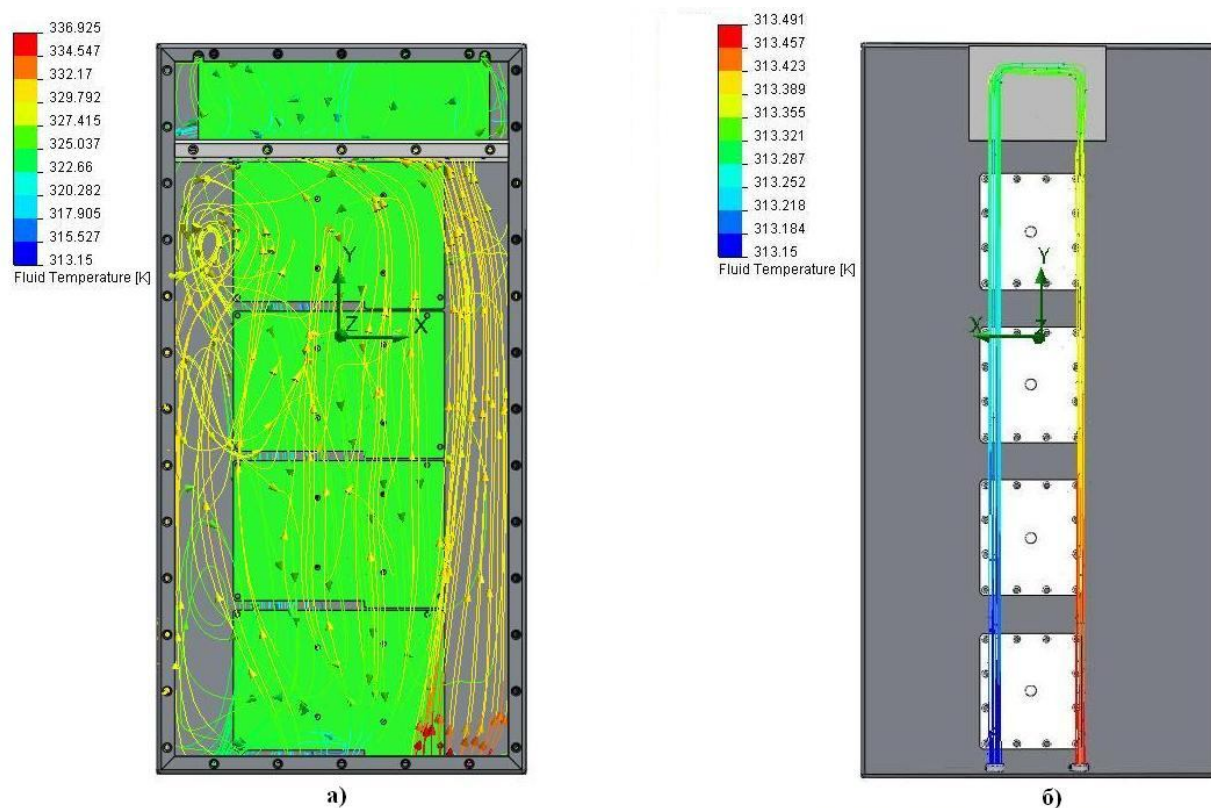 336.925
334.547
332.17
329.792
327.415
325.037
322.66
320.282
317.905
315.527
313.15
Fluid Temperature [K]
Y
Z
X
а)
313.491
313.457
313.423
313.389
313.355
313.321
313.287
313.252
313.218
313.184
313.15
Fluid Temperature [K]
Y
X
Z
б)